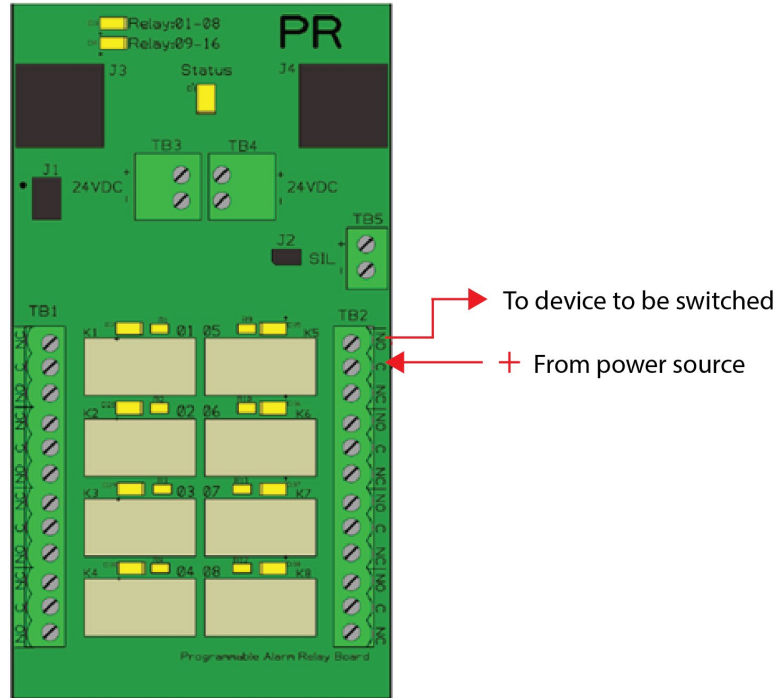 Relay:01-08
PR
Relay:09-16
J3
Status
J4
TB3
TB4
J1
24VDC
+
-
+
-
24VDC
TB5
J2
SIL
+
-
To device to be switched
TB1
TB2
K1
01
05
K5
NC
C
NO
NO
C
NC
+ From power source
K2
02
06
K6
NC
C
NO
NO
C
NC
K3
03
07
K7
NC
C
NO
NO
C
NC
K4
04
08
K8
NC
C
NO
NO
C
NC
Programmable Alarm Relay Board